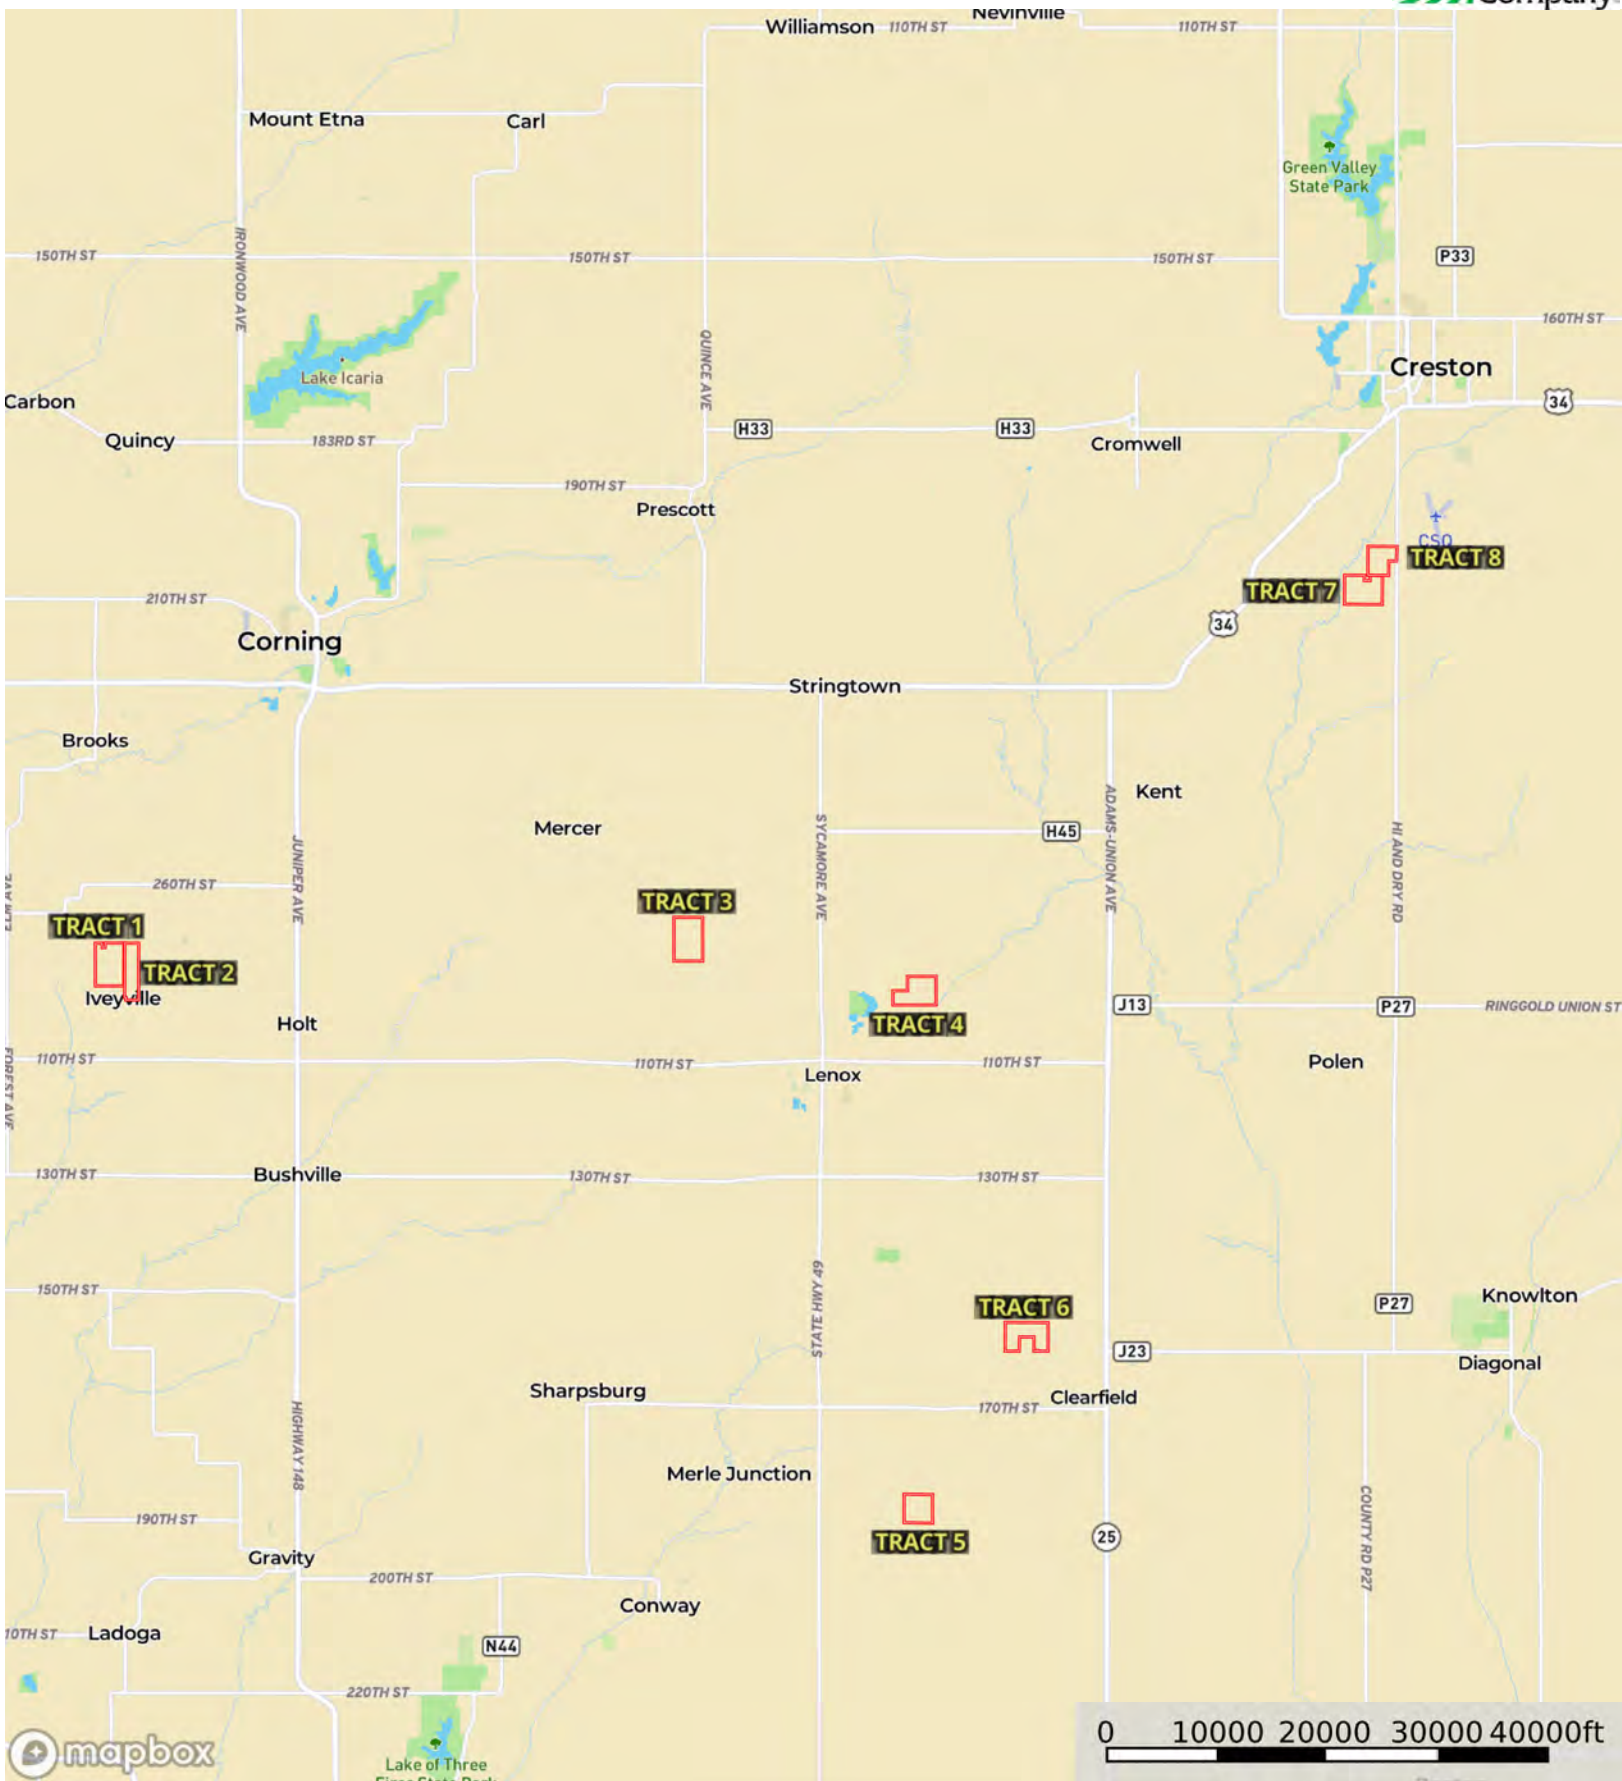 Company
Nevinville
Williamson
110TH ST
110TH ST
Mount Etna
Carl
Green Valley
State Park
IRONWOOD AVE
150TH ST
150TH ST
150TH ST
P33
160TH ST
QUINCE AVE
Lake Icaria
Creston
Carbon
34
Quincy
183RD ST
H33
H33
Cromwell
190TH ST
Prescott
CSQ
TRACT 8
TRACT 7
210TH ST
34
Corning
Stringtown
Brooks
Kent
ADAMS-UNION AVE
Mercer
SYCAMORE AVE
H45
JUNIPER AVE
HI AND DRY RD
260TH ST
TRACT 3
TRACT 1
TRACT 2
Iveyville
J13
P27
RINGGOLD UNION ST
Holt
TRACT 4
FOREST AVE
110TH ST
110TH ST
110TH ST
Polen
Lenox
Bushville
130TH ST
130TH ST
130TH ST
150TH ST
STATE HWY 49
TRACT 6
P27
Knowlton
J23
Diagonal
Sharpsburg
Clearfield
170TH ST
HIGHWAY 148
Merle Junction
COUNTY RD P27
190TH ST
TRACT 5
25
Gravity
200TH ST
Conway
10TH ST
Ladoga
N44
220TH ST
0 10000 20000 30000 40000ft
mapbox
Lake of Three